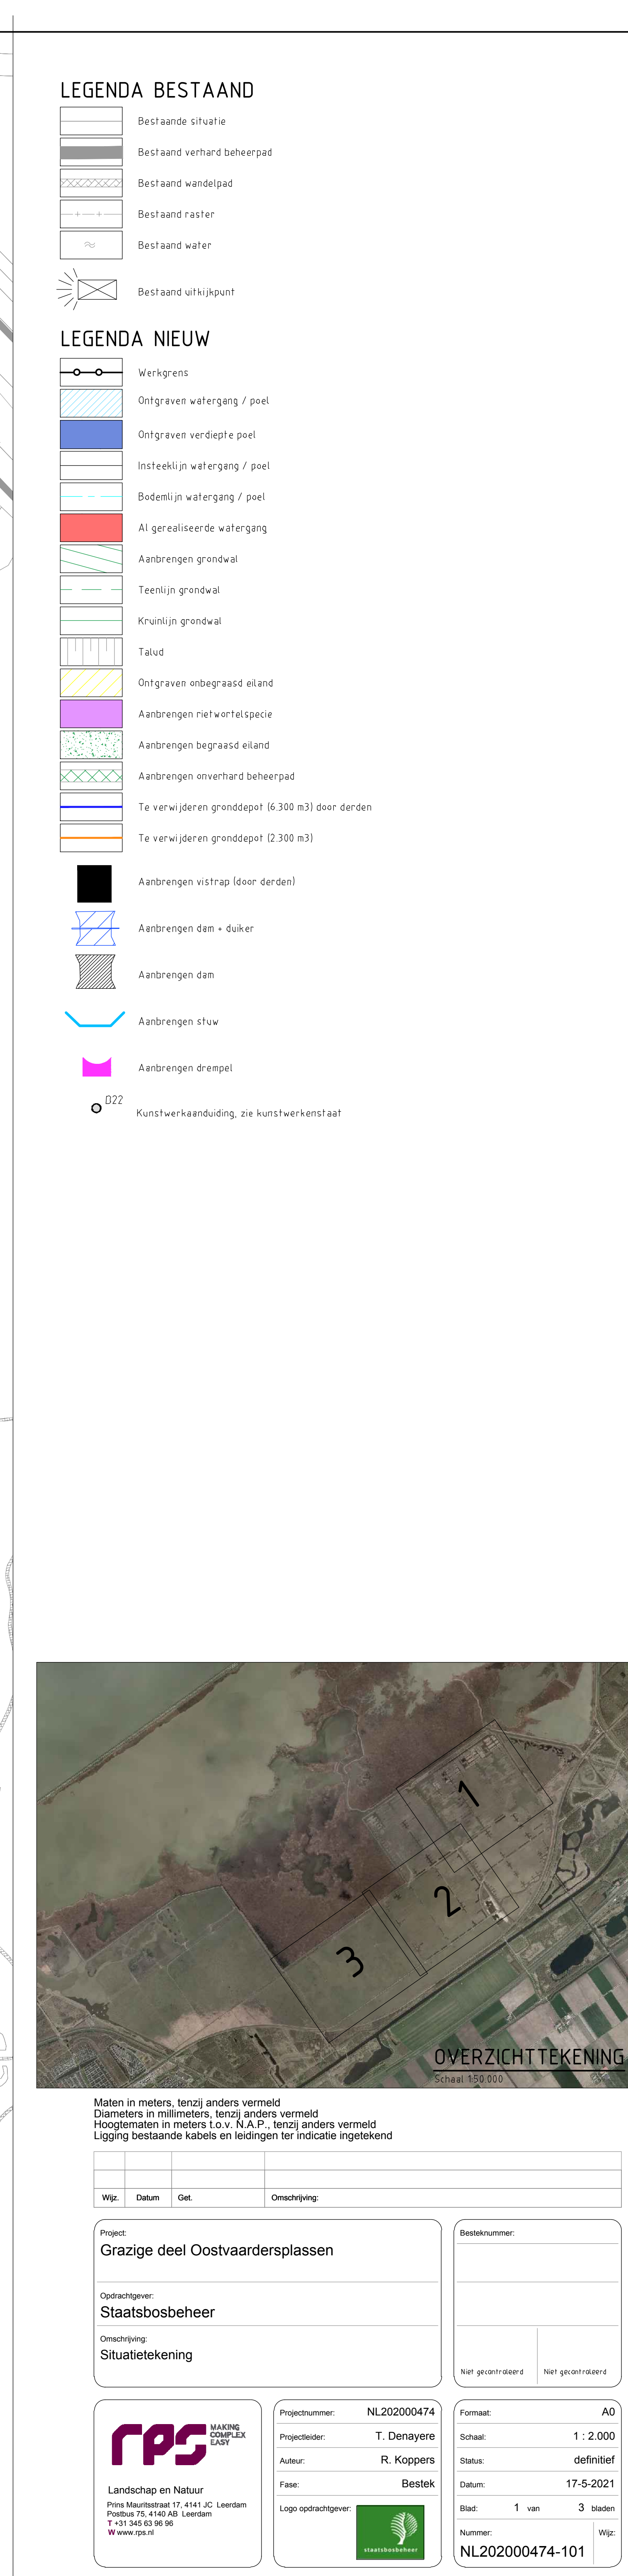 LEGENDA BESTAAND
Bestaande situatie
Bestaand verhard beheerpad
Bestaand wandelpad
Bestaand raster
Bestaand water
Bestaand uitkijkpunt
LEGENDA NIEUW
Werkgrens
Ontgraven watergang / poel
Ontgraven verdiepte poel
Insteeklijn watergang / poel
Bodemlijn watergang / poel
Al gerealiseerde watergang
Aanbrengen grondwal
Teenlijn grondwal
Kruinlijn grondwal
Talud
Ontgraven onbegraasd eiland
Aanbrengen rietwortelspecie
Aanbrengen begraasd eiland
Aanbrengen onverhard beheerpad
Te verwijderen gronddepot (6.300 m3) door derden
Te verwijderen gronddepot (2.300 m3)
Aanbrengen vistrap (door derden)
Aanbrengen dam + duiker
Aanbrengen dam
Aanbrengen stuw
Aanbrengen drempel
D22
Kunstwerkaanduiding, zie kunstwerkenstaat
1
2
3
OVERZICHTTEKENING
Schaal 1:50.000
Maten in meters, tenzij anders vermeld
Diameters in millimeters, tenzij anders vermeld
Hoogtematen in meters t.o.v. N.A.P., tenzij anders vermeld
Ligging bestaande kabels en leidingen ter indicatie ingetekend
Wijz. Datum Get. Omschrijving:
Project:
Grazige deel Oostvaardersplassen
Opdrachtgever:
Staatsbosbeheer
Omschrijving:
Situatietekening
Besteknummer:
Niet gecontroleerd Niet gecontroleerd
rps MAKING COMPLEX EASY
Landschap en Natuur
Prins Mauritsstraat 17, 4141 JC Leerdam
Postbus 75, 4140 AB Leerdam
T +31 345 63 96 96
W www.rps.nl
Projectnummer: NL202000474
Projectleider: T. Denayere
Auteur: R. Koppers
Fase: Bestek
Logo opdrachtgever:
staatsbosbeheer
Formaat: A0
Schaal: 1 : 2.000
Status: definitief
Datum: 17-5-2021
Blad: 1 van 3 bladen
Nummer: Wijz:
NL202000474-101